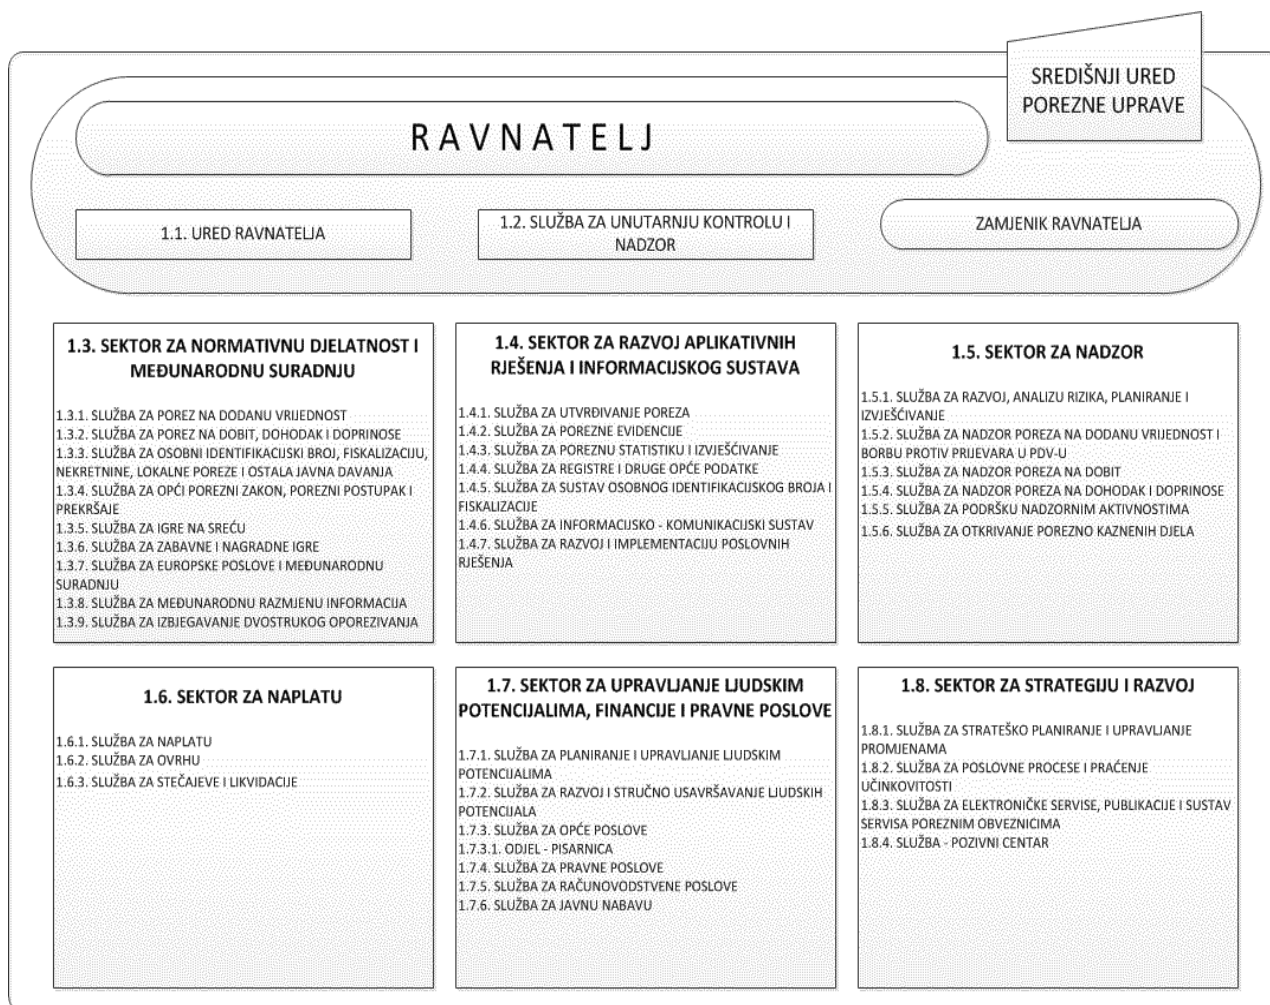 SREDIŠNJI URED
POREZNE UPRAVE
RAVNATELJ
1.1. URED RAVNATELJA
1.2. SLUŽBA ZA UNUTARNJU KONTROLU I
NADZOR
ZAMJENIK RAVNATELJA
1.3. SEKTOR ZA NORMATIVNU DJELATNOST I
MEĐUNARODNU SURADNJU
1.3.1. SLUŽBA ZA POREZ NA DODANU VRIJEDNOST
1.3.2. SLUŽBA ZA POREZ NA DOBIT, DOHODAK I DOPRINOSE
1.3.3. SLUŽBA ZA OSOBNI IDENTIFIKACIJSKI BROJ, FISKALIZACIJU,
NEKRETNINE, LOKALNE POREZE I OSTALA JAVNA DAVANJA
1.3.4. SLUŽBA ZA OPĆI POREZNI ZAKON, POREZNI POSTUPAK I
PREKRŠAJE
1.3.5. SLUŽBA ZA IGRE NA SREĆU
1.3.6. SLUŽBA ZA ZABAVNE I NAGRADNE IGRE
1.3.7. SLUŽBA ZA EUROPSKE POSLOVE I MEĐUNARODNU
SURADNJU
1.3.8. SLUŽBA ZA MEĐUNARODNU RAZMJENU INFORMACIJA
1.3.9. SLUŽBA ZA IZBJEGAVANJE DVOSTRUKOG OPOREZIVANJA
1.4. SEKTOR ZA RAZVOJ APLIKATIVNIH
RJEŠENJA I INFORMACIJSKOG SUSTAVA
1.4.1. SLUŽBA ZA UTVRĐIVANJE POREZA
1.4.2. SLUŽBA ZA POREZNE EVIDENCIJE
1.4.3. SLUŽBA ZA POREZNU STATISTIKU I IZVJEŠĆIVANJE
1.4.4. SLUŽBA ZA REGISTRE I DRUGE OPĆE PODATKE
1.4.5. SLUŽBA ZA SUSTAV OSOBNOG IDENTIFIKACIJSKOG BROJA I
FISKALIZACIJE
1.4.6. SLUŽBA ZA INFORMACIJSKO - KOMUNIKACIJSKI SUSTAV
1.4.7. SLUŽBA ZA RAZVOJ I IMPLEMENTACIJU POSLOVNIH
RJEŠENJA
1.5. SEKTOR ZA NADZOR
1.5.1. SLUŽBA ZA RAZVOJ, ANALIZU RIZIKA, PLANIRANJE I
IZVJEŠĆIVANJE
1.5.2. SLUŽBA ZA NADZOR POREZA NA DODANU VRIJEDNOST I
BORBU PROTIV PRIJEVARA U PDV-U
1.5.3. SLUŽBA ZA NADZOR POREZA NA DOBIT
1.5.4. SLUŽBA ZA NADZOR POREZA NA DOHODAK I DOPRINOSE
1.5.5. SLUŽBA ZA PODRŠKU NADZORNIM AKTIVNOSTIMA
1.5.6. SLUŽBA ZA OTKRIVANJE POREZNO KAZNENIH DJELA
1.6. SEKTOR ZA NAPLATU
1.6.1. SLUŽBA ZA NAPLATU
1.6.2. SLUŽBA ZA OVRHU
1.6.3. SLUŽBA ZA STEČAJEVE I LIKVIDACIJE
1.7. SEKTOR ZA UPRAVLJANJE LJUDSKIM
POTENCIJALIMA, FINANCIJE I PRAVNE POSLOVE
1.7.1. SLUŽBA ZA PLANIRANJE I UPRAVLJANJE LJUDSKIM
POTENCIJALIMA
1.7.2. SLUŽBA ZA RAZVOJ I STRUČNO USAVRŠAVANJE LJUDSKIH
POTENCIJALA
1.7.3. SLUŽBA ZA OPĆE POSLOVE
1.7.3.1. ODJEL - PISARNICA
1.7.4. SLUŽBA ZA PRAVNE POSLOVE
1.7.5. SLUŽBA ZA RAČUNOVODSTVENE POSLOVE
1.7.6. SLUŽBA ZA JAVNU NABAVU
1.8. SEKTOR ZA STRATEGIJU I RAZVOJ
1.8.1. SLUŽBA ZA STRATEŠKO PLANIRANJE I UPRAVLJANJE
PROMJENAMA
1.8.2. SLUŽBA ZA POSLOVNE PROCESE I PRAĆENJE
UČINKOVITOSTI
1.8.3. SLUŽBA ZA ELEKTRONIČKE SERVISE, PUBLIKACIJE I SUSTAV
SERVISA POREZNIM OBVEZNICIMA
1.8.4. SLUŽBA - POZIVNI CENTAR